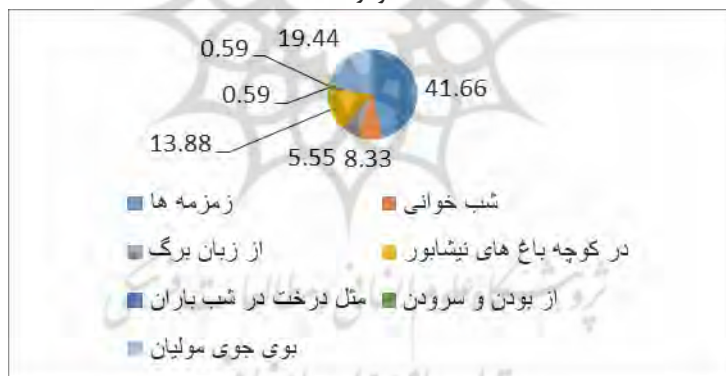 19.44
0.59
41.66
0.59
13.88
5.55 8.33
زمزمه ها
شب خوانی
از زبان برگ
در کوچه باغ های نیشابور
مثل درخت در شب باران
از بودن و سرودن
بوی جوی مولیان